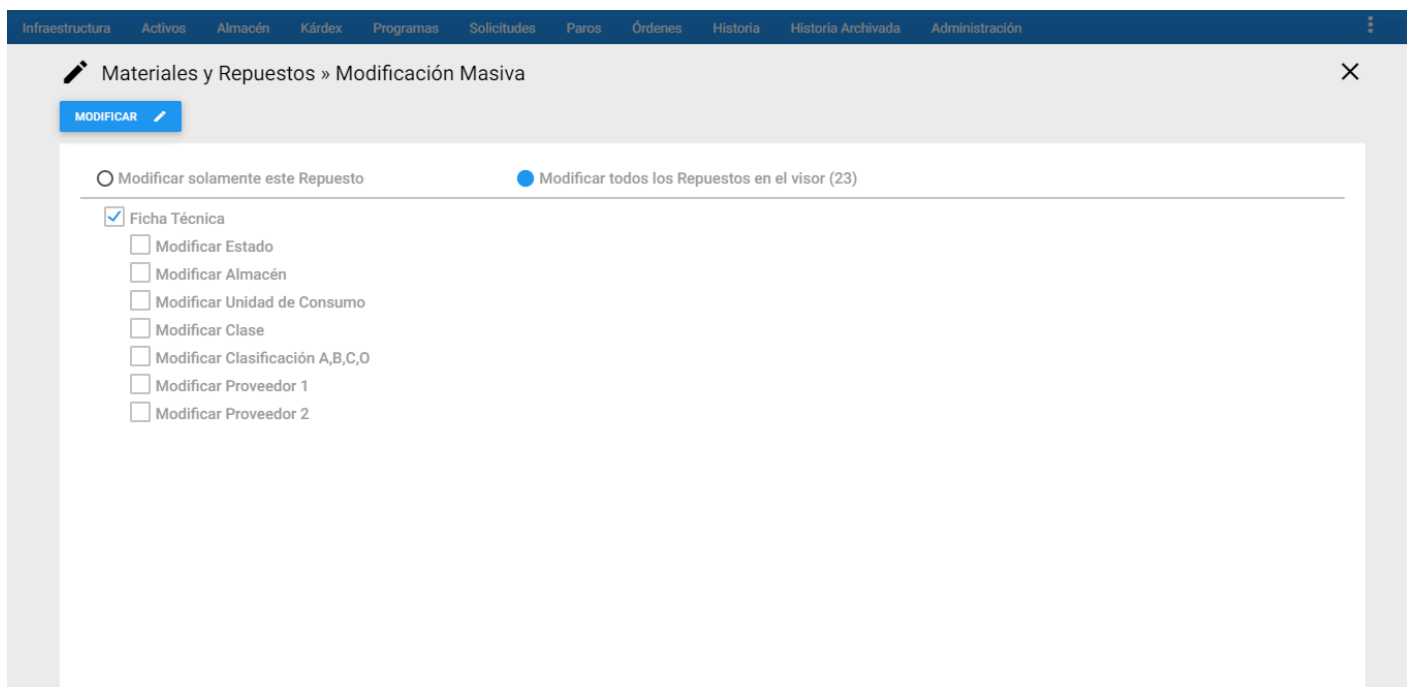 Infraestructura Activos Almacén Kárdex Programas Solicitudes Paros Órdenes Historia Historia Archivada Administración
Materiales y Repuestos » Modificación Masiva
MODIFICAR
Modificar solamente este Repuesto Modificar todos los Repuestos en el visor (23)
Ficha Técnica
Modificar Estado
Modificar Almacén
Modificar Unidad de Consumo
Modificar Clase
Modificar Clasificación A,B,C,O
Modificar Proveedor 1
Modificar Proveedor 2